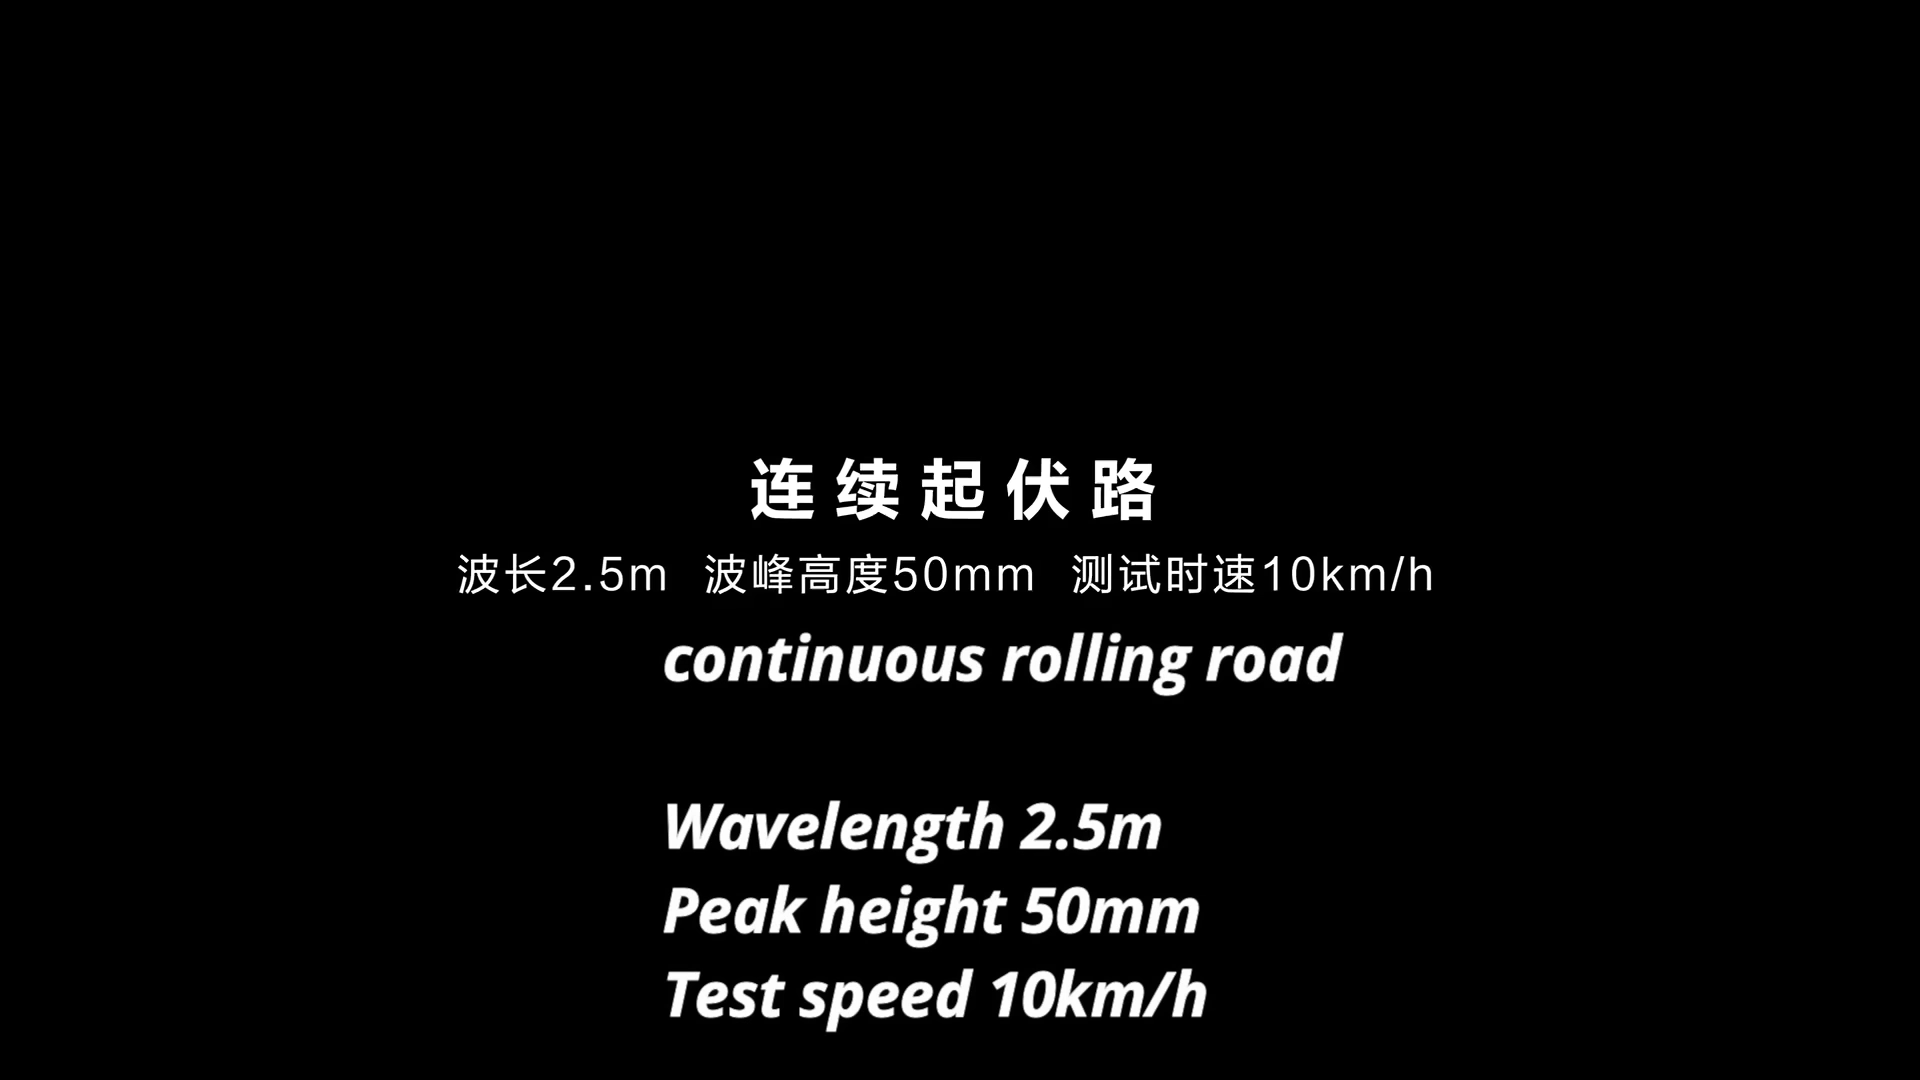 连续起伏路
波长2.5m 波峰高度50mm 测试时速10km/h
continuous rolling road
Wavelength 2.5m
Peak height 50mm
Test speed 10km/h